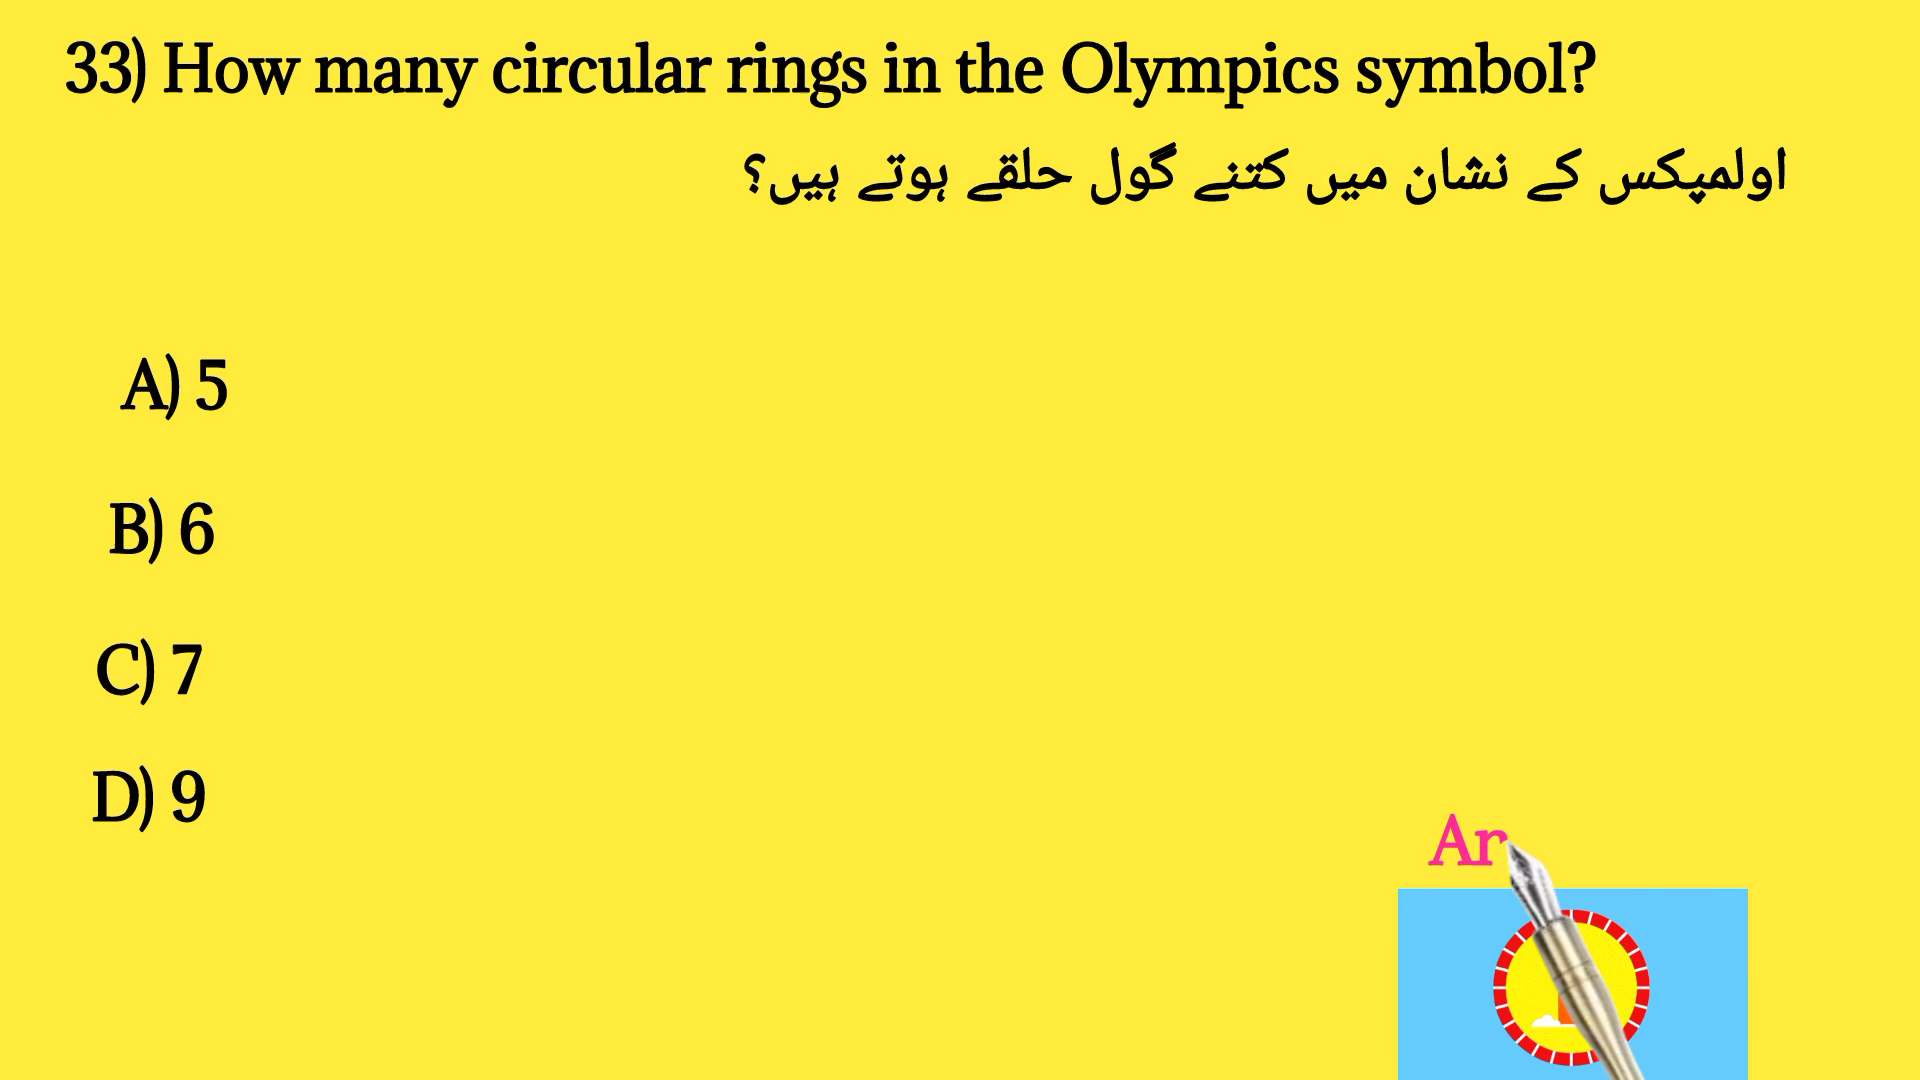 33) How many circular rings in the Olympics symbol?
اولمپکس کے نشان میں کتنے گول حلقے ہوتے ہیں؟
A) 5
B) 6
C) 7
D) 9